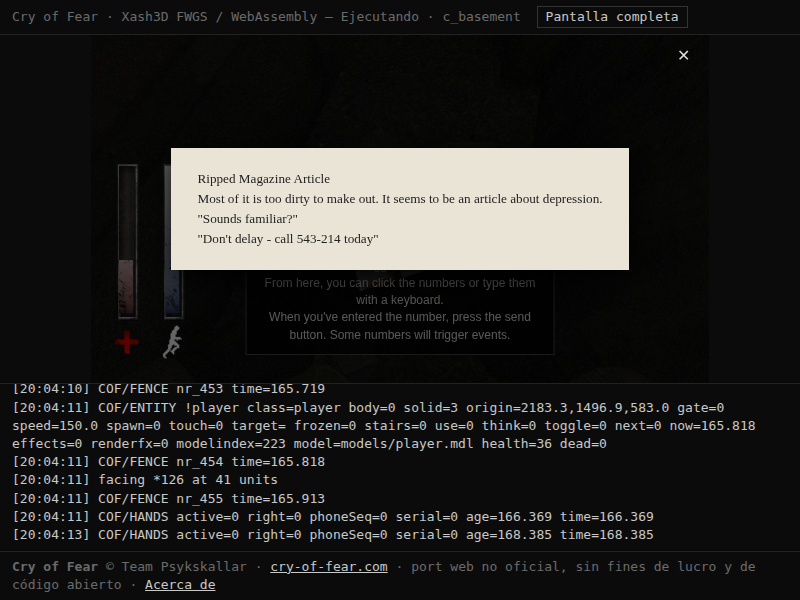 Cry of Fear · Xash3D FWGS / WebAssembly — Ejecutando · c_basement
Pantalla completa
×
Ripped Magazine Article
Most of it is too dirty to make out. It seems to be an article about depression.
"Sounds familiar?"
"Don't delay - call 543-214 today"
From here, you can click the numbers or type them
with a keyboard.
When you've entered the number, press the send
button. Some numbers will trigger events.
[20:04:10] COF/FENCE nr_453 time=165.719
[20:04:11] COF/ENTITY !player class=player body=0 solid=3 origin=2183.3,1496.9,583.0 gate=0
speed=150.0 spawn=0 touch=0 target= frozen=0 stairs=0 use=0 think=0 toggle=0 next=0 now=165.818
effects=0 renderfx=0 modelindex=223 model=models/player.mdl health=36 dead=0
[20:04:11] COF/FENCE nr_454 time=165.818
[20:04:11] facing *126 at 41 units
[20:04:11] COF/FENCE nr_455 time=165.913
[20:04:11] COF/HANDS active=0 right=0 phoneSeq=0 serial=0 age=166.369 time=166.369
[20:04:13] COF/HANDS active=0 right=0 phoneSeq=0 serial=0 age=168.385 time=168.385
Cry of Fear © Team Psykskallar · cry-of-fear.com · port web no oficial, sin fines de lucro y de
código abierto · Acerca de